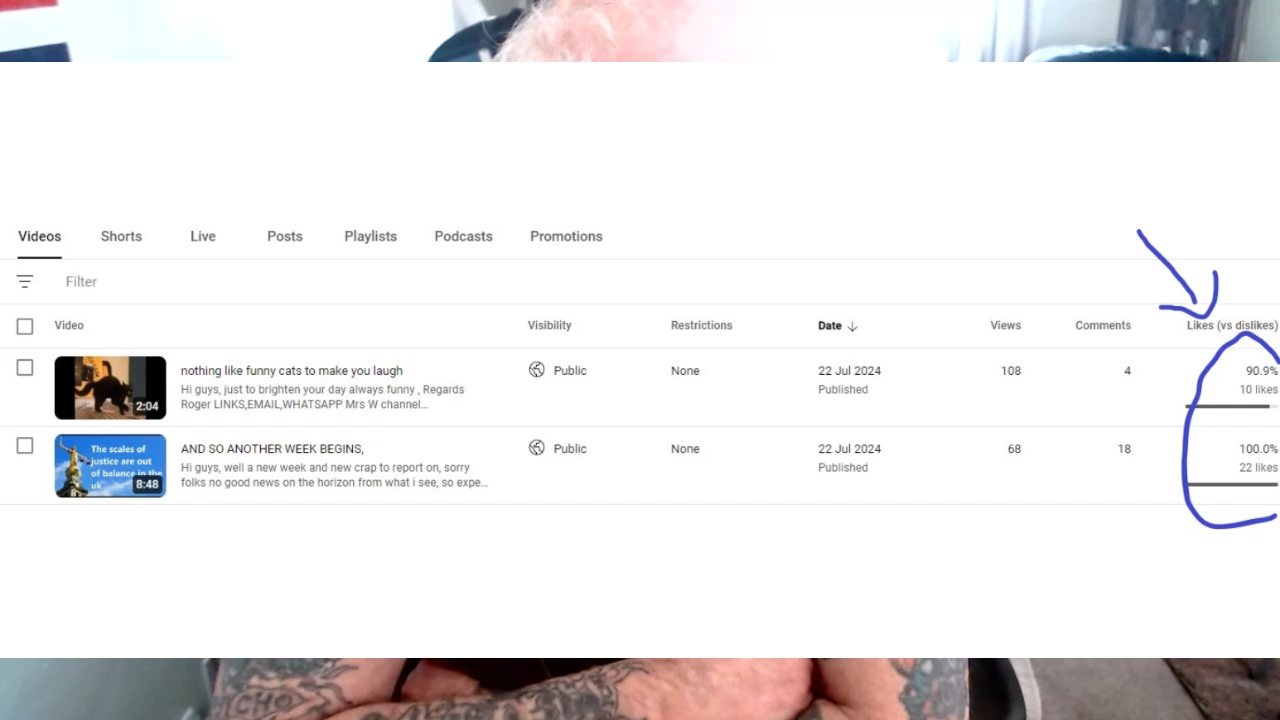 Videos Shorts Live Posts Playlists Podcasts Promotions
Filter
Video Visibility Restrictions Date Views Comments Likes (vs dislikes)
nothing like funny cats to make you laugh Public None 22 Jul 2024 108 4 90.9%
Hi guys, just to brighten your day always funny , Regards Published 10 likes
Roger LINKS,EMAIL,WHATSAPP Mrs W channel...
2:04
AND SO ANOTHER WEEK BEGINS, Public None 22 Jul 2024 68 18 100.0%
Hi guys, well a new week and new crap to report on, sorry Published 22 likes
folks no good news on the horizon from what i see, so expe...
The scales of
justice are out
of balance in the
uk
8:48